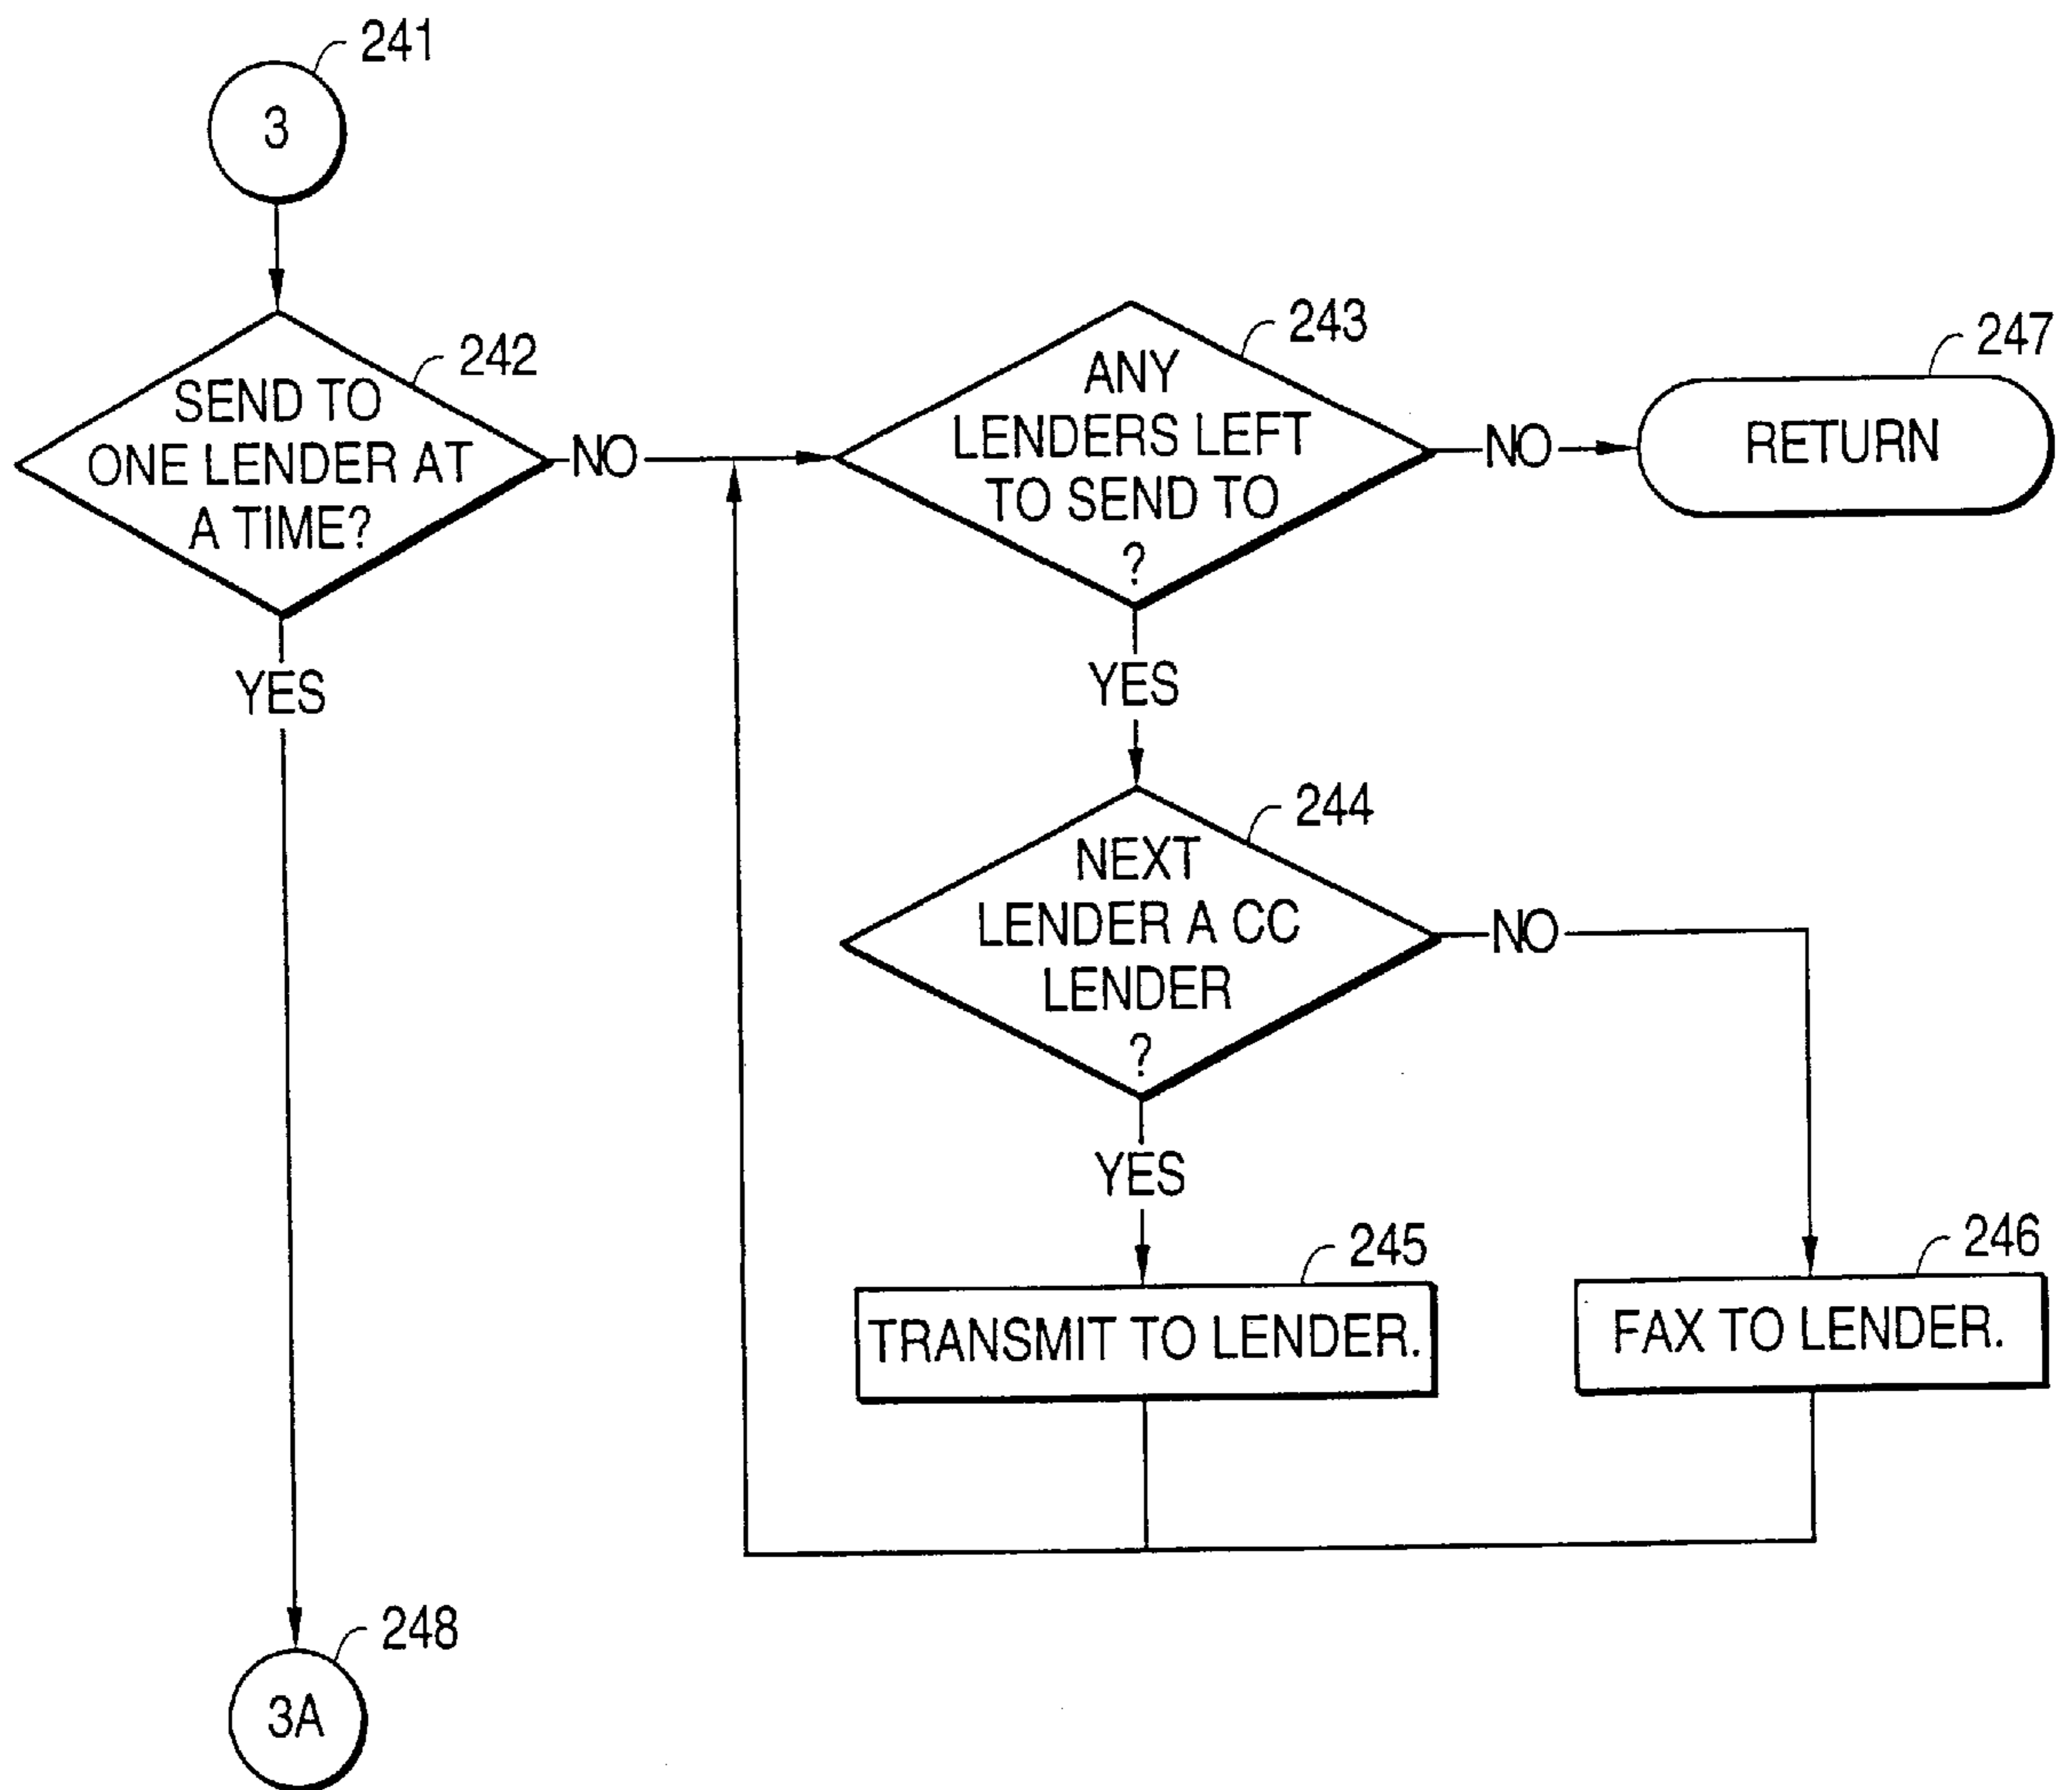 241
3
242
SEND TO
ONE LENDER AT
A TIME?
NO
YES
243
ANY
LENDERS LEFT
TO SEND TO
?
NO
247
RETURN
YES
244
NEXT
LENDER A CC
LENDER
?
NO
YES
245
TRANSMIT TO LENDER.
246
FAX TO LENDER.
248
3A